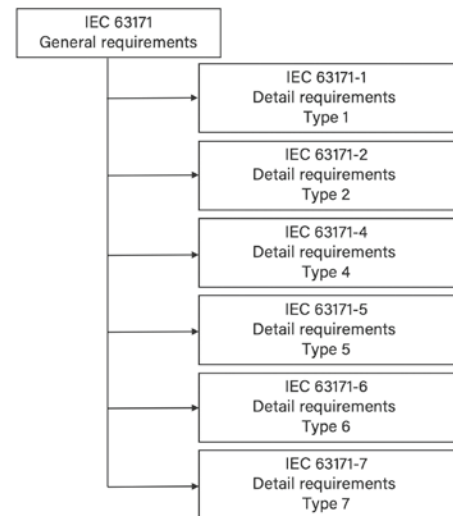 IEC 63171
General requirements
IEC 63171-1
Detail requirements
Type 1
IEC 63171-2
Detail requirements
Type 2
IEC 63171-4
Detail requirements
Type 4
IEC 63171-5
Detail requirements
Type 5
IEC 63171-6
Detail requirements
Type 6
IEC 63171-7
Detail requirements
Type 7